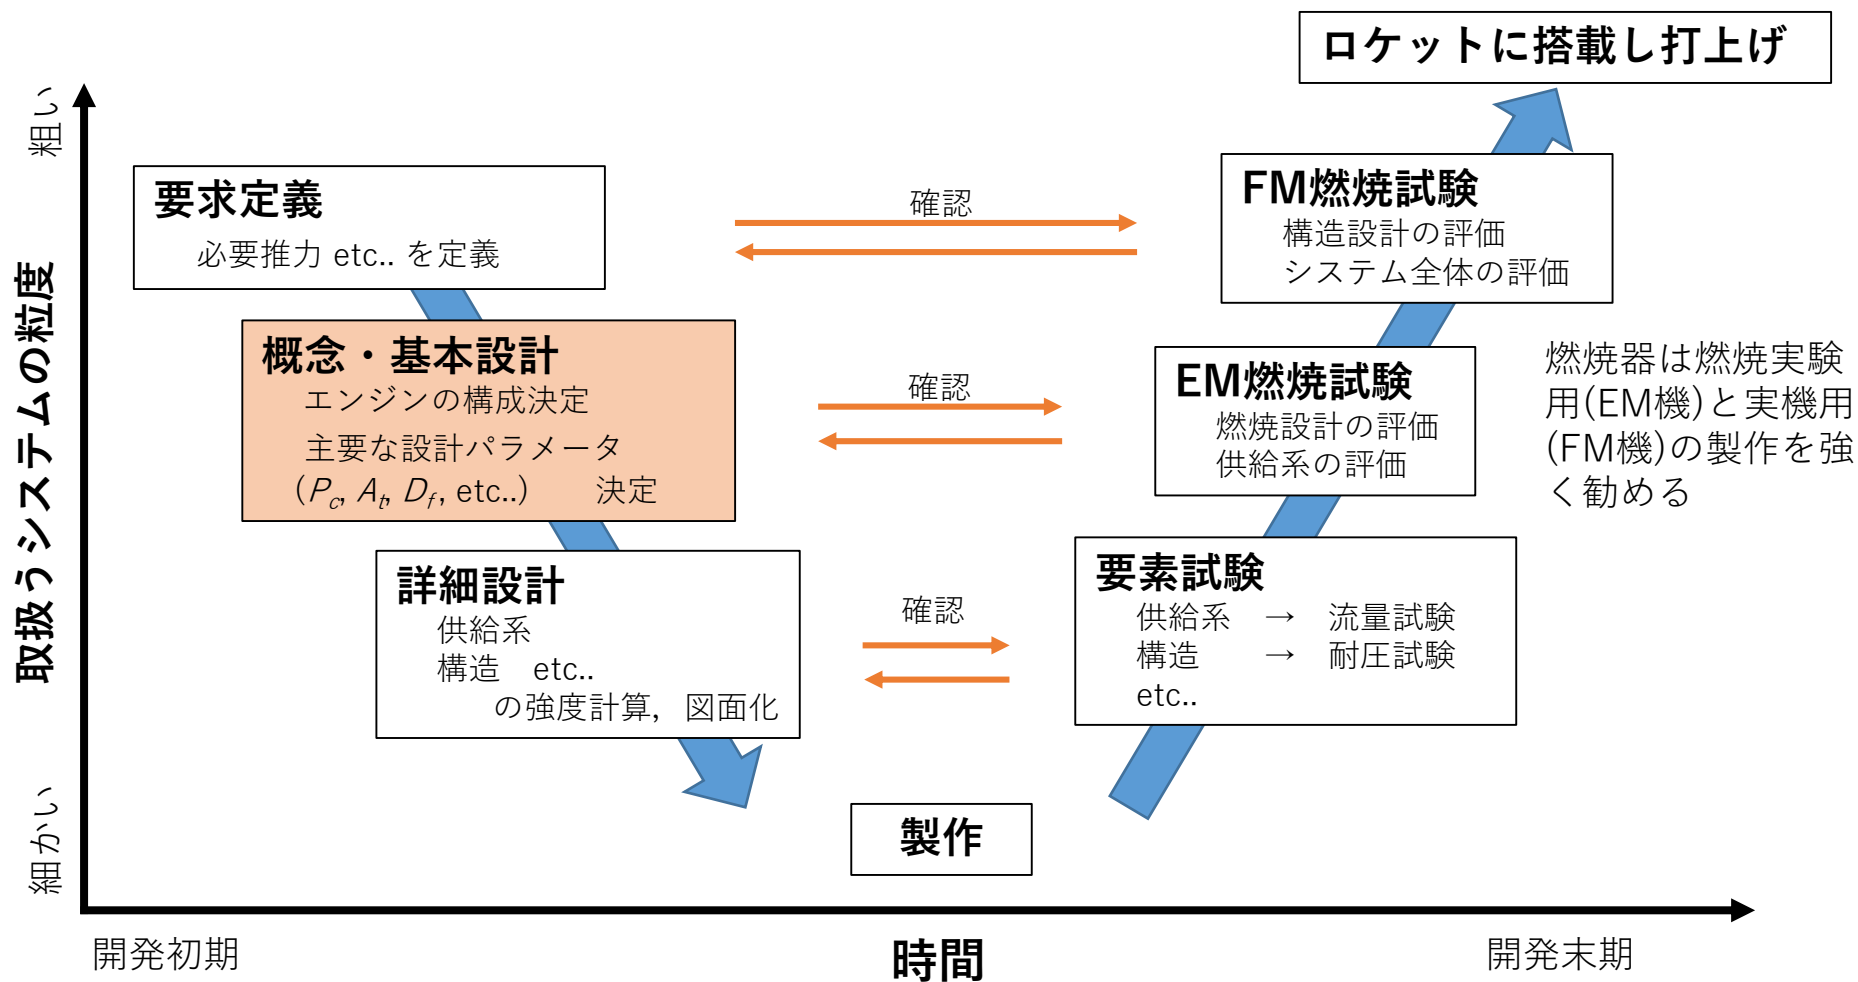 ロケットに搭載し打上げ
粗い
取扱うシステムの粒度
細かい
要求定義
必要推力 etc.. を定義
確認
FM燃焼試験
構造設計の評価
システム全体の評価
概念・基本設計
エンジンの構成決定
主要な設計パラメータ
(Pc, At, Df, etc..) 決定
確認
EM燃焼試験
燃焼設計の評価
供給系の評価
燃焼器は燃焼実験
用(EM機)と実機用
(FM機)の製作を強
く勧める
詳細設計
供給系
構造 etc..
の強度計算, 図面化
確認
要素試験
供給系 → 流量試験
構造 → 耐圧試験
etc..
製作
開発初期
時間
開発末期